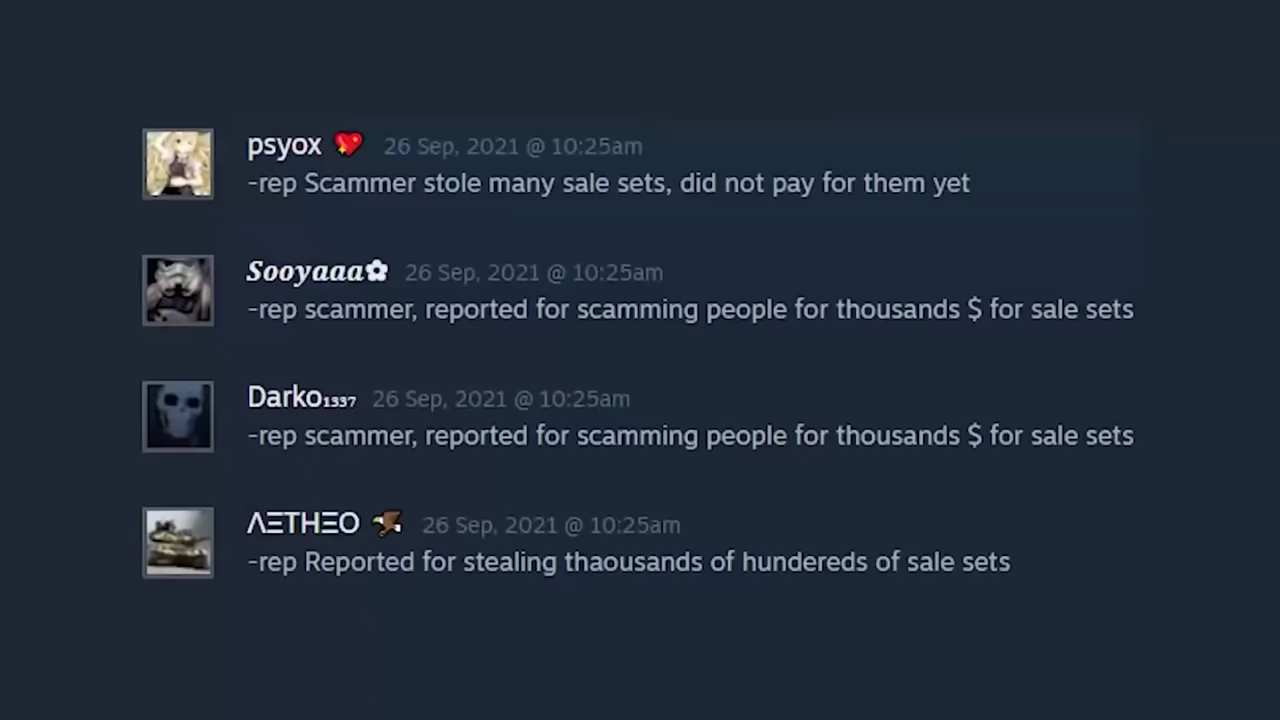 psyox 💖 26 Sep, 2021 @ 10:25am
-rep Scammer stole many sale sets, did not pay for them yet
Sooyaaa✿ 26 Sep, 2021 @ 10:25am
-rep scammer, reported for scamming people for thousands $ for sale sets
Darko₁₃₃₇ 26 Sep, 2021 @ 10:25am
-rep scammer, reported for scamming people for thousands $ for sale sets
ΛΞTHΞO 🦅 26 Sep, 2021 @ 10:25am
-rep Reported for stealing thaousands of hundereds of sale sets